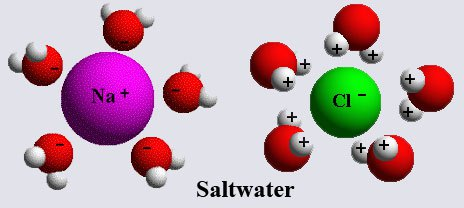 Na +
Cl −
− − − − −
+ + + + + + + + + +
Saltwater